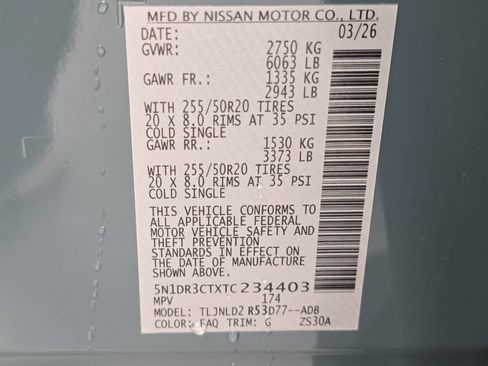 MFD BY NISSAN MOTOR CO., LTD.
DATE: 03/26
GVWR: 2750 KG
6063 LB
GAWR FR.: 1335 KG
2943 LB
WITH 255/50R20 TIRES
20 X 8.0 RIMS AT 35 PSI
COLD SINGLE
GAWR RR.: 1530 KG
3373 LB
WITH 255/50R20 TIRES
20 X 8.0 RIMS AT 35 PSI
COLD SINGLE
THIS VEHICLE CONFORMS TO
ALL APPLICABLE FEDERAL
MOTOR VEHICLE SAFETY AND
THEFT PREVENTION
STANDARDS IN EFFECT ON
THE DATE OF MANUFACTURE
SHOWN ABOVE.
5N1DR3CTXTC234403
MPV 174
MODEL: TLJNLD2 R53D77--ADB
COLOR: FAQ TRIM: G ZS30A